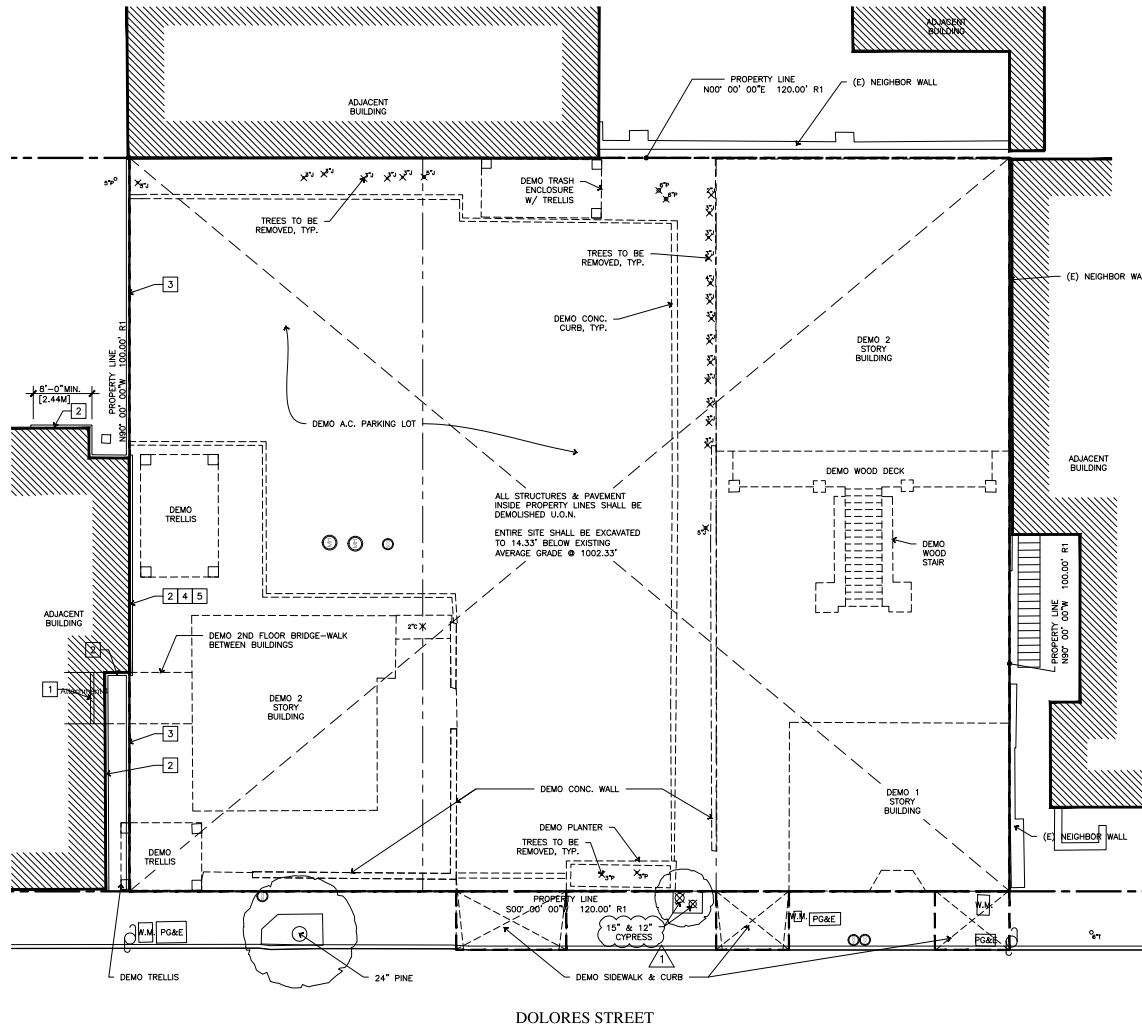 ADJACENT
BUILDING
ADJACENT
BUILDING
PROPERTY LINE
N00° 00' 00"E 120.00' R1
(E) NEIGHBOR WALL
5"P
DEMO TRASH
ENCLOSURE
W/ TRELLIS
TREES TO BE
REMOVED, TYP.
TREES TO BE
REMOVED, TYP.
(E) NEIGHBOR WA
3
DEMO CONC.
CURB, TYP.
PROPERTY LINE
N90° 00' 00"W 100.00' R1
DEMO 2
STORY
BUILDING
8'-0"MIN.
[2.44M]
2
DEMO A.C. PARKING LOT
ADJACENT
BUILDING
DEMO WOOD DECK
DEMO
TRELLIS
ALL STRUCTURES & PAVEMENT
INSIDE PROPERTY LINES SHALL BE
DEMOLISHED U.O.N.
ENTIRE SITE SHALL BE EXCAVATED
TO 14.33' BELOW EXISTING
AVERAGE GRADE @ 1002.33'
5"J
DEMO
WOOD
STAIR
PROPERTY LINE
N90° 00' 00"W 100.00' R1
2 4 5
ADJACENT
BUILDING
2"C
DEMO 2ND FLOOR BRIDGE-WALK
BETWEEN BUILDINGS
2
1
DEMO 2
STORY
BUILDING
3
2
DEMO CONC. WALL
DEMO 1
STORY
BUILDING
DEMO PLANTER
TREES TO BE
REMOVED, TYP.
(E) NEIGHBOR WALL
DEMO
TRELLIS
3"P
3"P
PROPERTY LINE
S00° 00' 00"W 120.00' R1
15" & 12"
CYPRESS
1
W.M.
PG&E
W.M.
PG&E
W.M.
PG&E
DEMO TRELLIS
24" PINE
DEMO SIDEWALK & CURB
DOLORES STREET